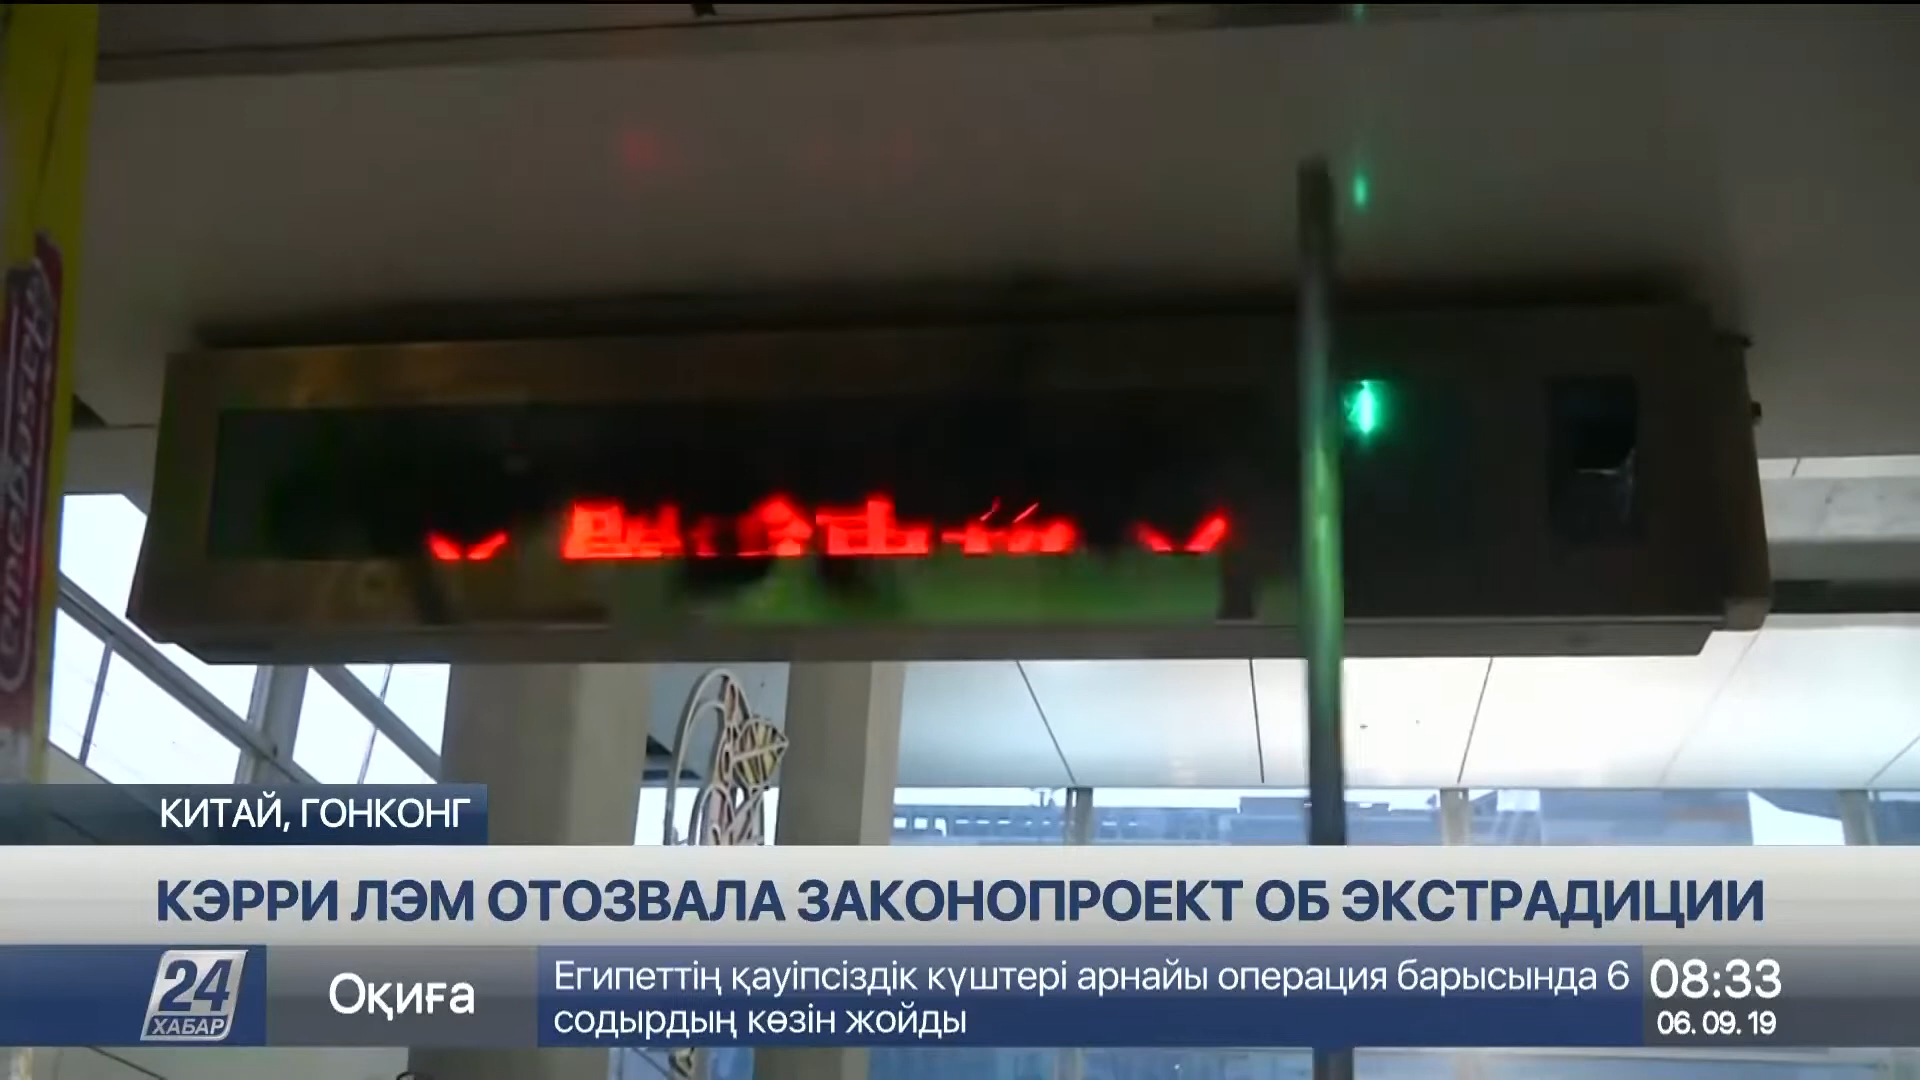 КИТАЙ, ГОНКОНГ
КЭРРИ ЛЭМ ОТОЗВАЛА ЗАКОНОПРОЕКТ ОБ ЭКСТРАДИЦИИ
24
ХАБАР
Оқиға
Египеттің қауіпсіздік күштері арнайы операция барысында 6
содырдың көзін жойды
08:33
06. 09. 19